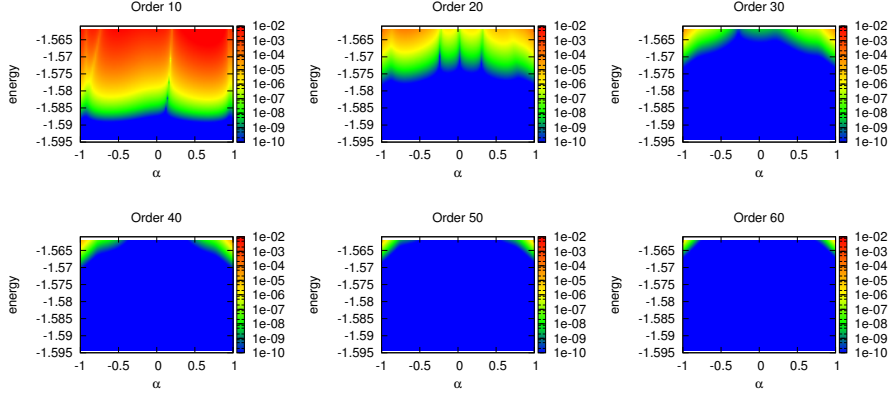 Order 10
energy
-1.565
-1.57
-1.575
-1.58
-1.585
-1.59
-1.595
-1
-0.5
0
0.5
1
α
1e-02
1e-03
1e-04
1e-05
1e-06
1e-07
1e-08
1e-09
1e-10
Order 20
energy
-1.565
-1.57
-1.575
-1.58
-1.585
-1.59
-1.595
-1
-0.5
0
0.5
1
α
1e-02
1e-03
1e-04
1e-05
1e-06
1e-07
1e-08
1e-09
1e-10
Order 30
energy
-1.565
-1.57
-1.575
-1.58
-1.585
-1.59
-1.595
-1
-0.5
0
0.5
1
α
1e-02
1e-03
1e-04
1e-05
1e-06
1e-07
1e-08
1e-09
1e-10
Order 40
energy
-1.565
-1.57
-1.575
-1.58
-1.585
-1.59
-1.595
-1
-0.5
0
0.5
1
α
1e-02
1e-03
1e-04
1e-05
1e-06
1e-07
1e-08
1e-09
1e-10
Order 50
energy
-1.565
-1.57
-1.575
-1.58
-1.585
-1.59
-1.595
-1
-0.5
0
0.5
1
α
1e-02
1e-03
1e-04
1e-05
1e-06
1e-07
1e-08
1e-09
1e-10
Order 60
energy
-1.565
-1.57
-1.575
-1.58
-1.585
-1.59
-1.595
-1
-0.5
0
0.5
1
α
1e-02
1e-03
1e-04
1e-05
1e-06
1e-07
1e-08
1e-09
1e-10